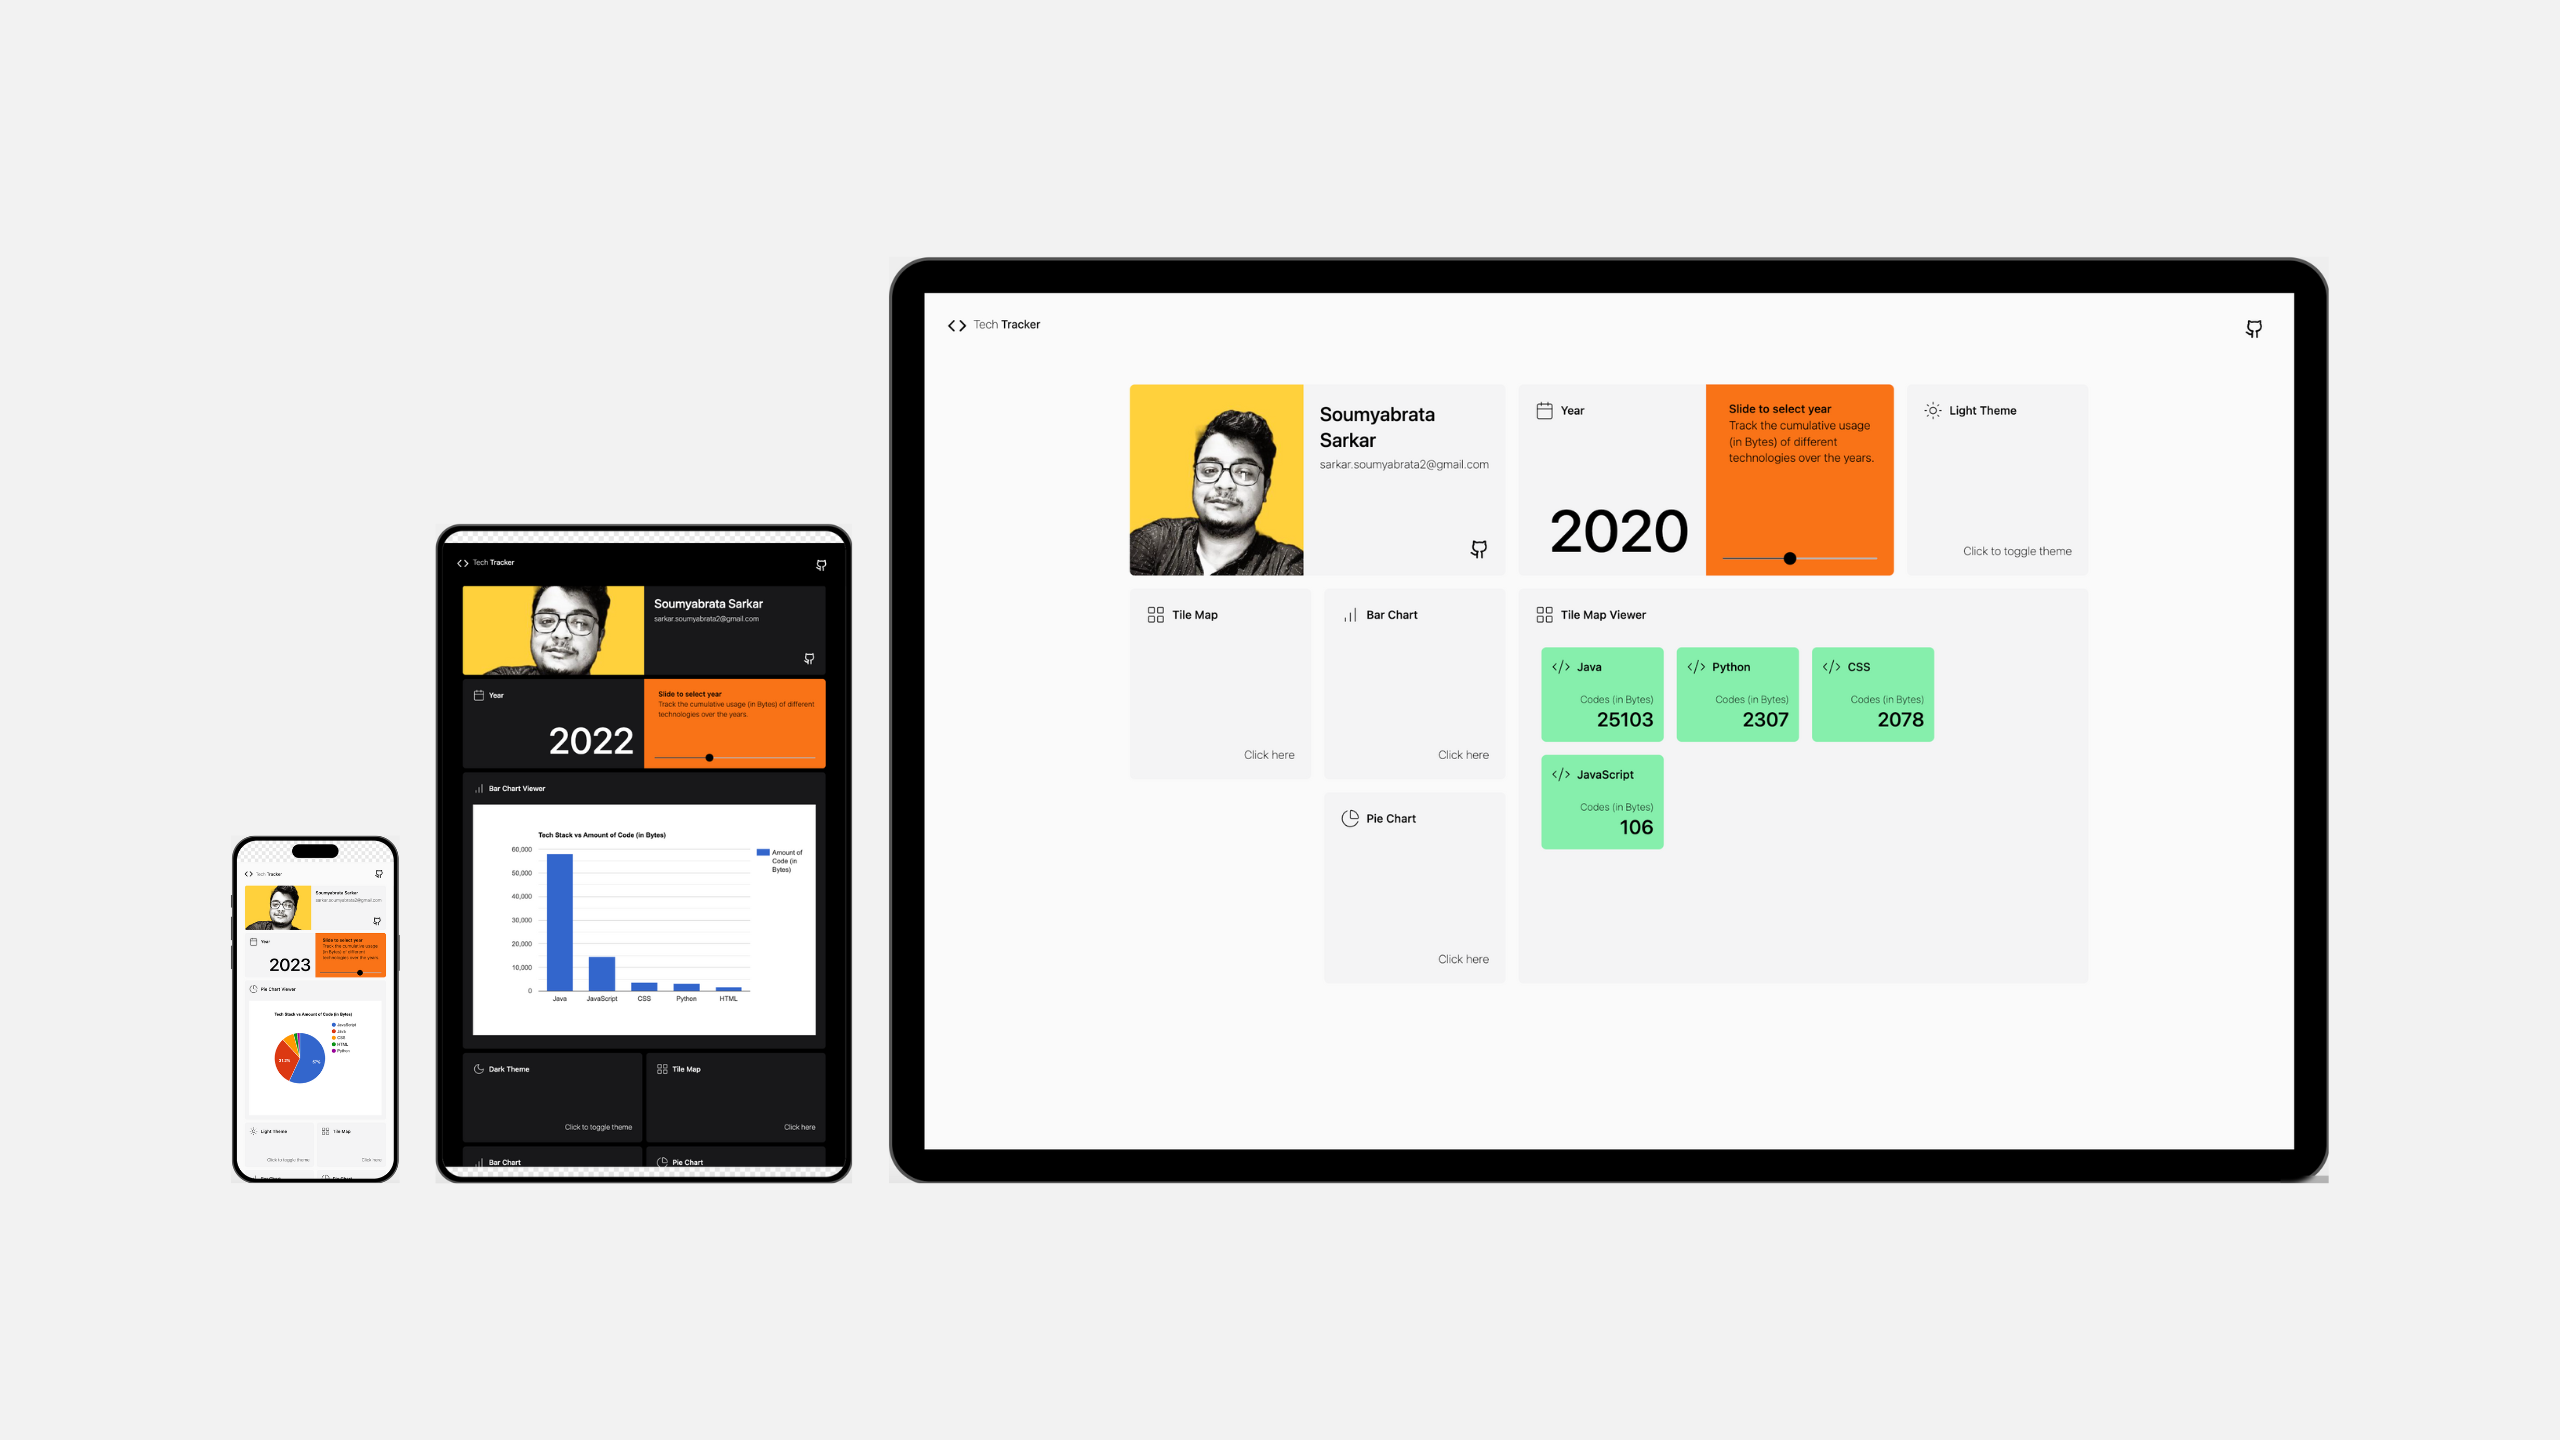 Tech Tracker
Soumyabrata Sarkar
sarkar.soumyabrata2@gmail.com
Year
2023
Slide to select year
Track the cumulative usage
(in Bytes) of different
technologies over the years.
Pie Chart Viewer
Tech Stack vs Amount of Code (in Bytes)
JavaScript
Java
CSS
HTML
Python
31.2%
57%
Light Theme
Click to toggle theme
Tile Map
Click here
Bar Chart
Pie Chart
Tech Tracker
Soumyabrata Sarkar
sarkar.soumyabrata2@gmail.com
Year
2022
Slide to select year
Track the cumulative usage (in Bytes) of different
technologies over the years.
Bar Chart Viewer
Tech Stack vs Amount of Code (in Bytes)
60,000
50,000
40,000
30,000
20,000
10,000
0
Java JavaScript CSS Python HTML
Amount of
Code (in
Bytes)
Dark Theme
Click to toggle theme
Tile Map
Click here
Bar Chart
Pie Chart
Tech Tracker
Soumyabrata
Sarkar
sarkar.soumyabrata2@gmail.com
Year
2020
Slide to select year
Track the cumulative usage
(in Bytes) of different
technologies over the years.
Light Theme
Click to toggle theme
Tile Map
Click here
Bar Chart
Click here
Pie Chart
Click here
Tile Map Viewer
Java
Codes (in Bytes)
25103
Python
Codes (in Bytes)
2307
CSS
Codes (in Bytes)
2078
JavaScript
Codes (in Bytes)
106